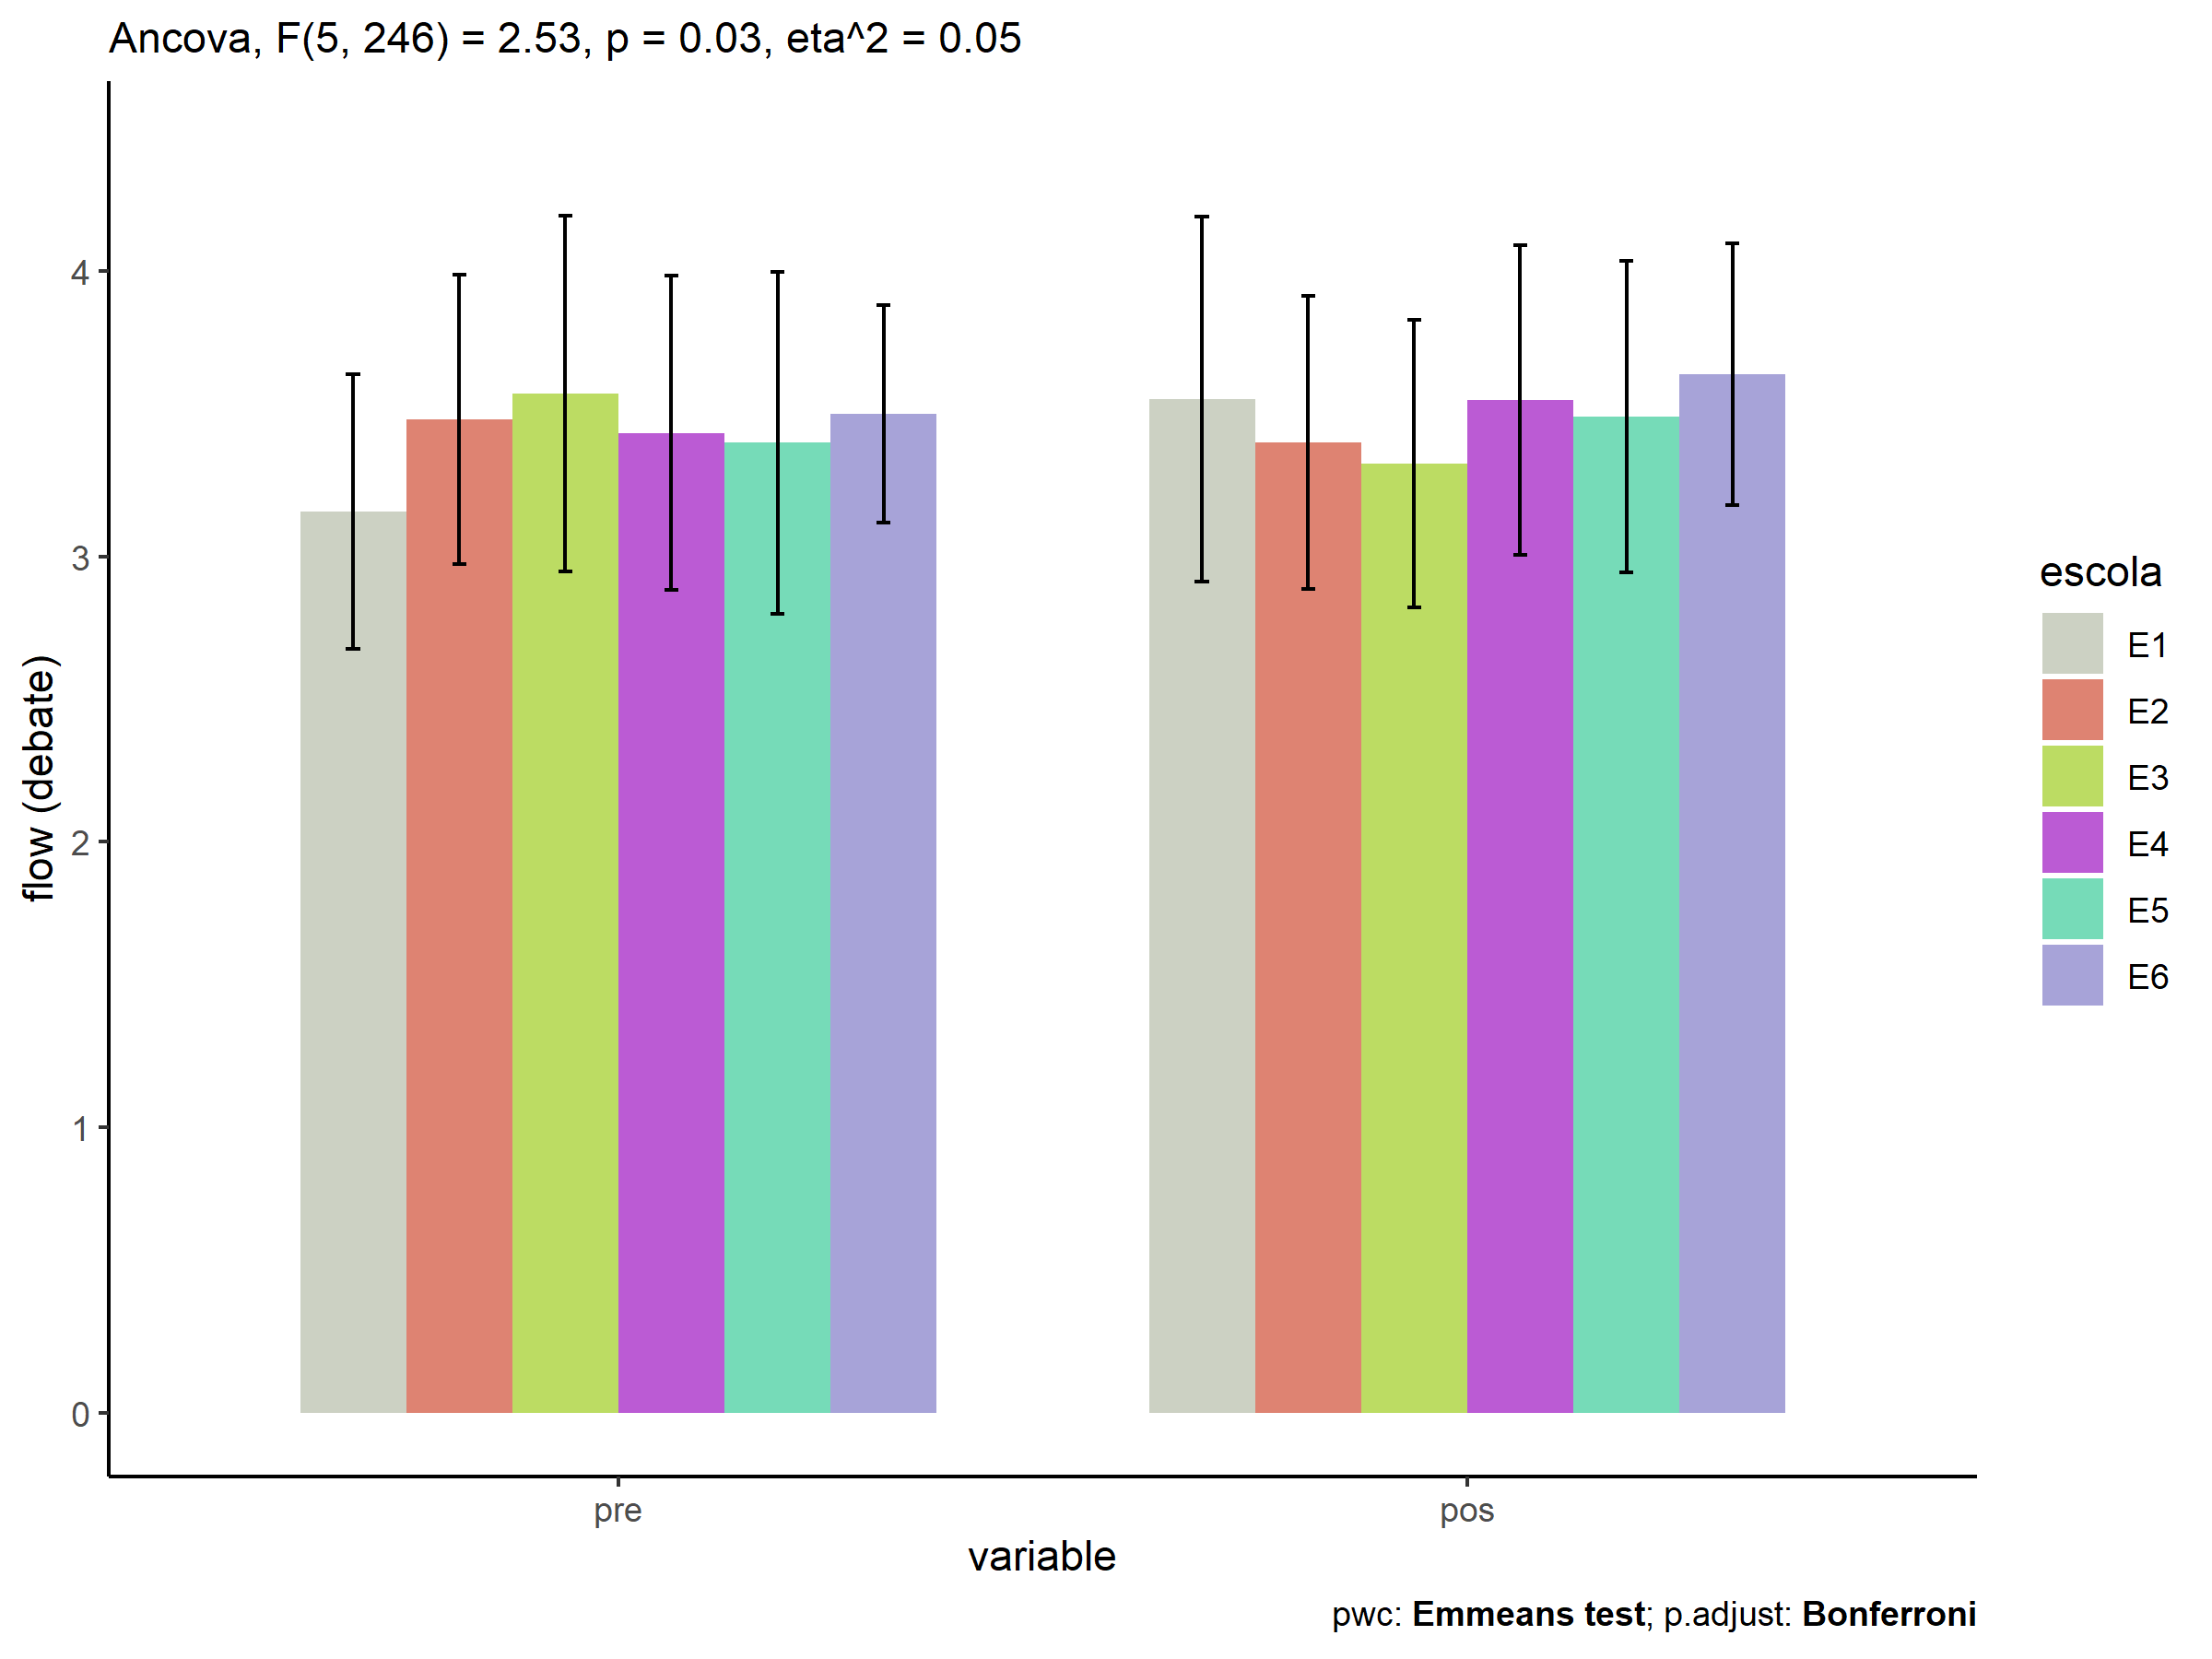 Ancova, F(5, 246) = 2.53, p = 0.03, eta^2 = 0.05
flow (debate)
4
3
2
1
0
pre
pos
variable
escola
E1
E2
E3
E4
E5
E6
pwc: Emmeans test; p.adjust: Bonferroni